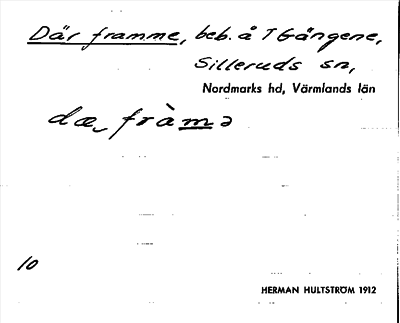 Där framme, beb. å T Gängene,
Silleruds sn,
Nordmarks hd, Värmlands län
dæ fràmə
10
HERMAN HULTSTRÖM 1912